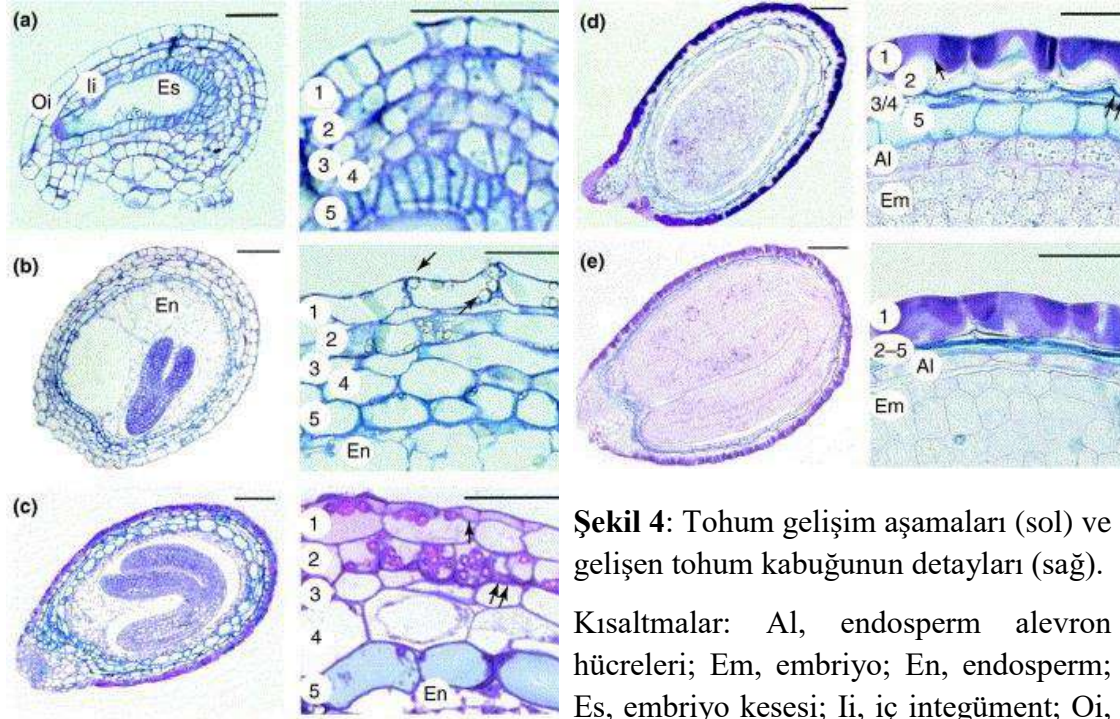 (a)
Oi
Ii
Es
1
2
3
4
5
(b)
En
1
2
3
4
5
En
(c)
1
2
3
4
5
En
(d)
1
2
3/4
5
Al
Em
(e)
1
2–5
Al
Em
Şekil 4: Tohum gelişim aşamaları (sol) ve
gelişen tohum kabuğunun detayları (sağ).
Kısaltmalar: Al, endosperm alevron
hücreleri; Em, embriyo; En, endosperm;
Es, embriyo kesesi; Ii, iç integüment; Oi,